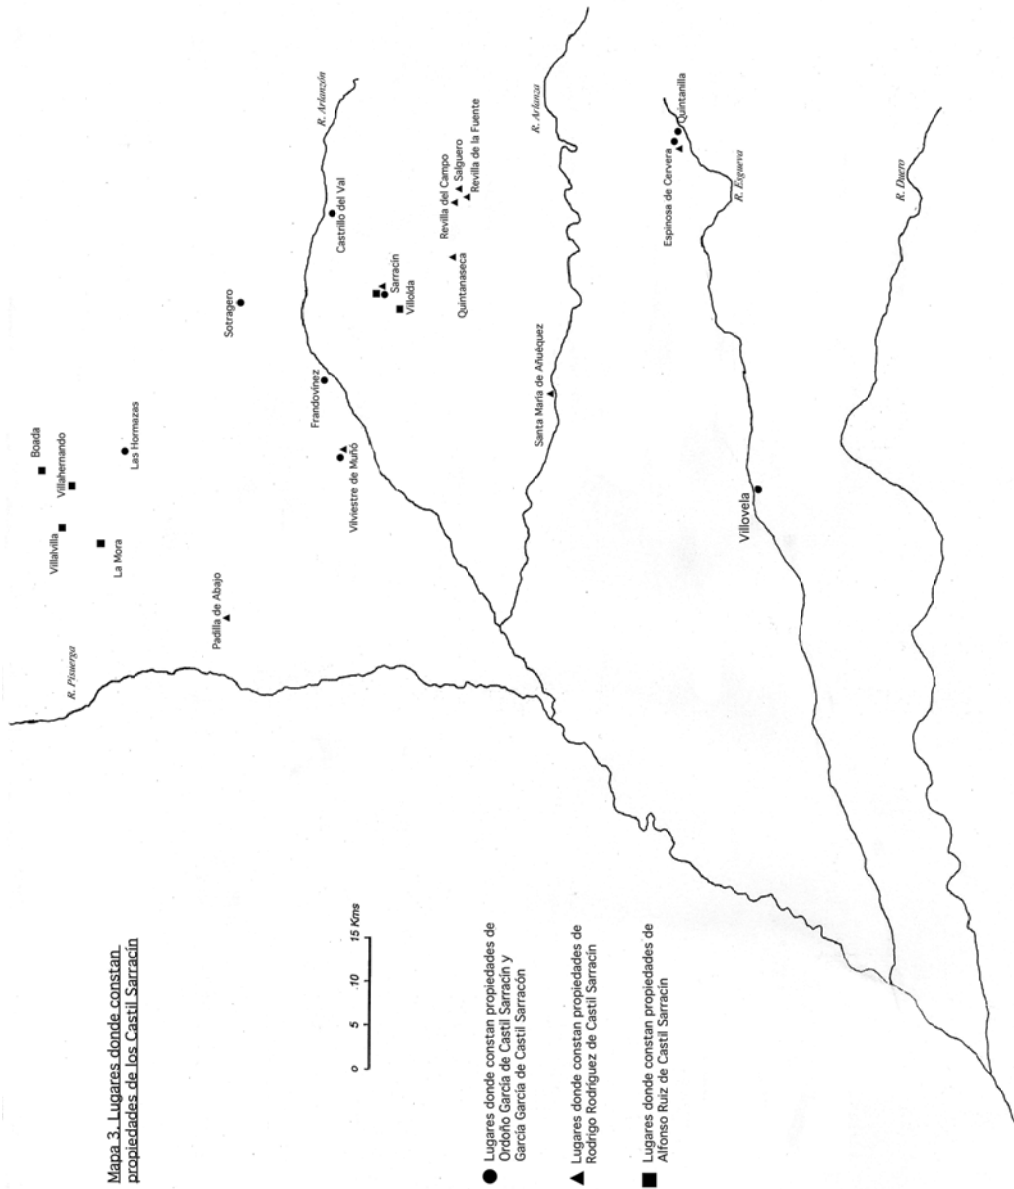 Mapa 3. Lugares donde constan
propiedades de los Castil Sarracín
0 5 10 15 Kms
Lugares donde constan propiedades de
Ordoño García de Castil Sarracín y
García García de Castil Sarracón
Lugares donde constan propiedades de
Rodrigo Rodríguez de Castil Sarracín
Lugares donde constan propiedades de
Alfonso Ruiz de Castil Sarracín
R. Pisuerga
Boada
Villahernando
Villalvilla
La Mora
Las Hormazas
Padilla de Abajo
Sotragero
R. Arlanzón
Castrillo del Val
Frandovínez
Vilviestre de Muñó
Sarracín
Villolda
Revilla del Campo
Salguero
Revilla de la Fuente
Quintanaseca
R. Arlanza
Santa María de Añuéquez
Quintanilla
Espinosa de Cervera
R. Esgueva
Villovela
R. Duero